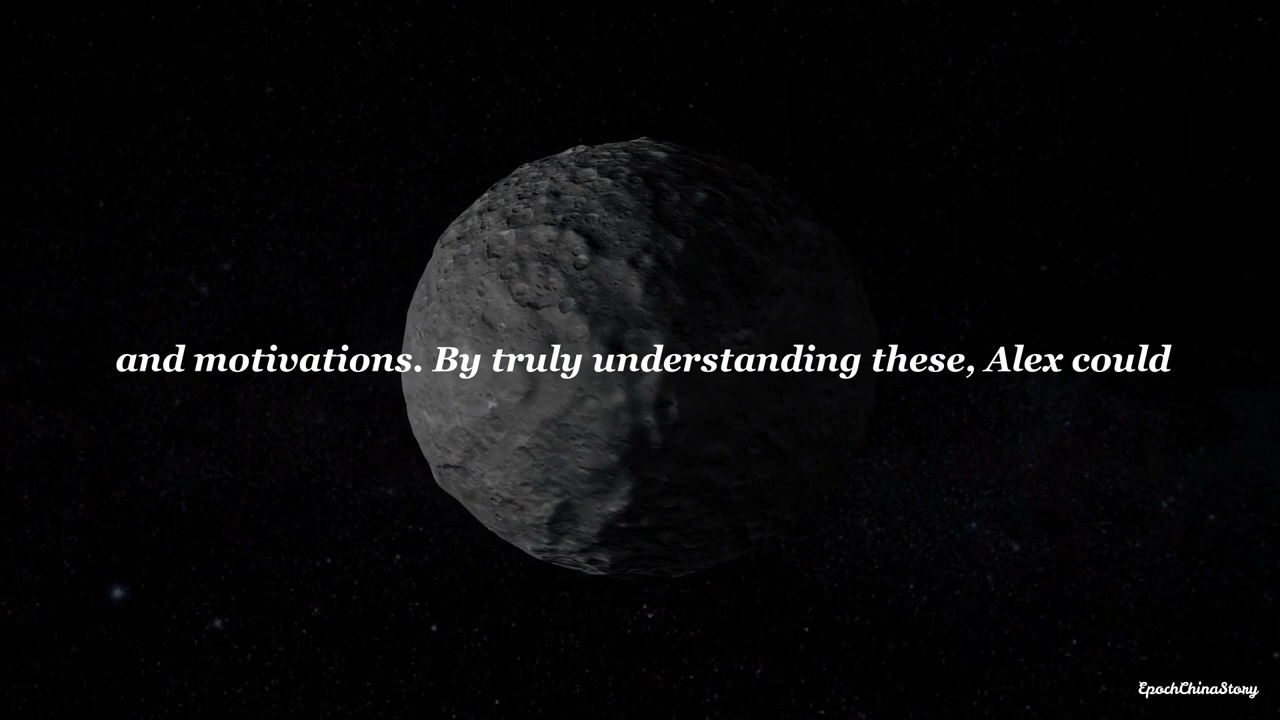 and motivations. By truly understanding these, Alex could
EpochChinaStory